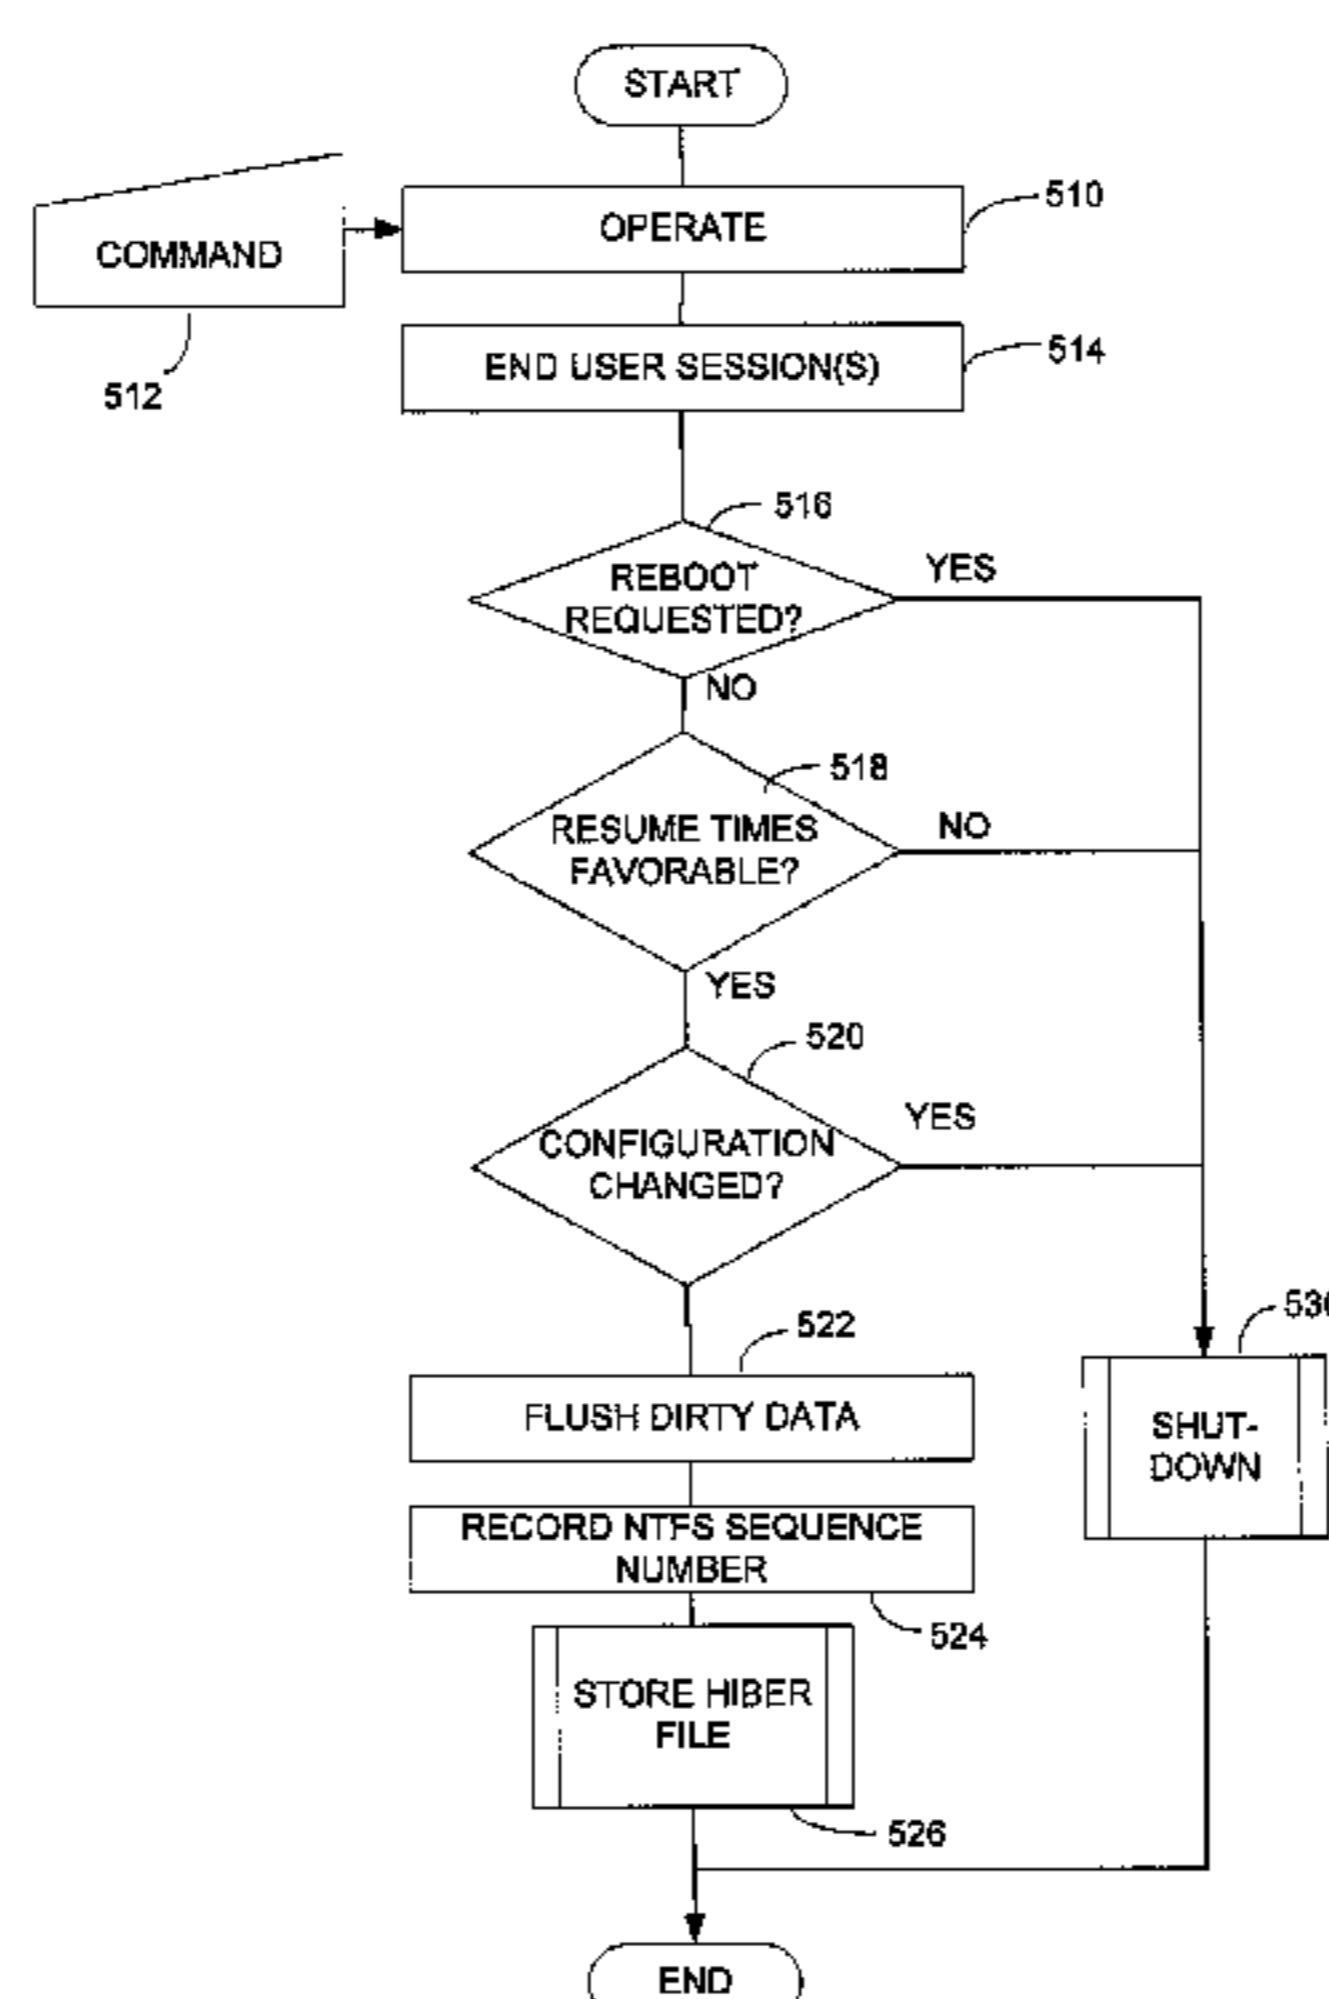 START
OPERATE
510
COMMAND
512
END USER SESSION(S)
514
516
REBOOT
REQUESTED?
YES
NO
518
RESUME TIMES
FAVORABLE?
NO
YES
520
CONFIGURATION
CHANGED?
YES
522
FLUSH DIRTY DATA
530
SHUT-
DOWN
RECORD NTFS SEQUENCE
NUMBER
524
STORE HIBER
FILE
526
END